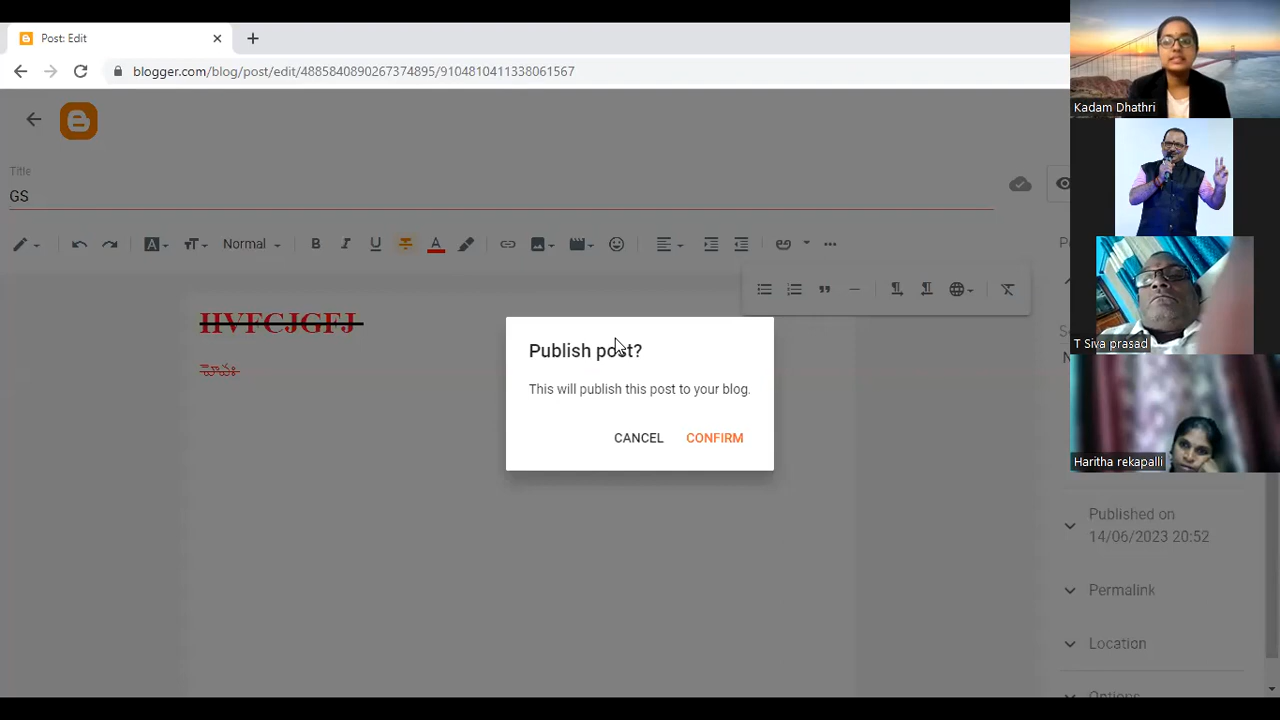 Post: Edit
blogger.com/blog/post/edit/4885840890267374895/9104810411338061567
Kadam Dhathri
Title
GS
Normal
HVFCJGFJ
T Siva prasad
Publish post?
This will publish this post to your blog.
CANCEL
CONFIRM
Haritha rekapalli
Published on
14/06/2023 20:52
Permalink
Location
Options